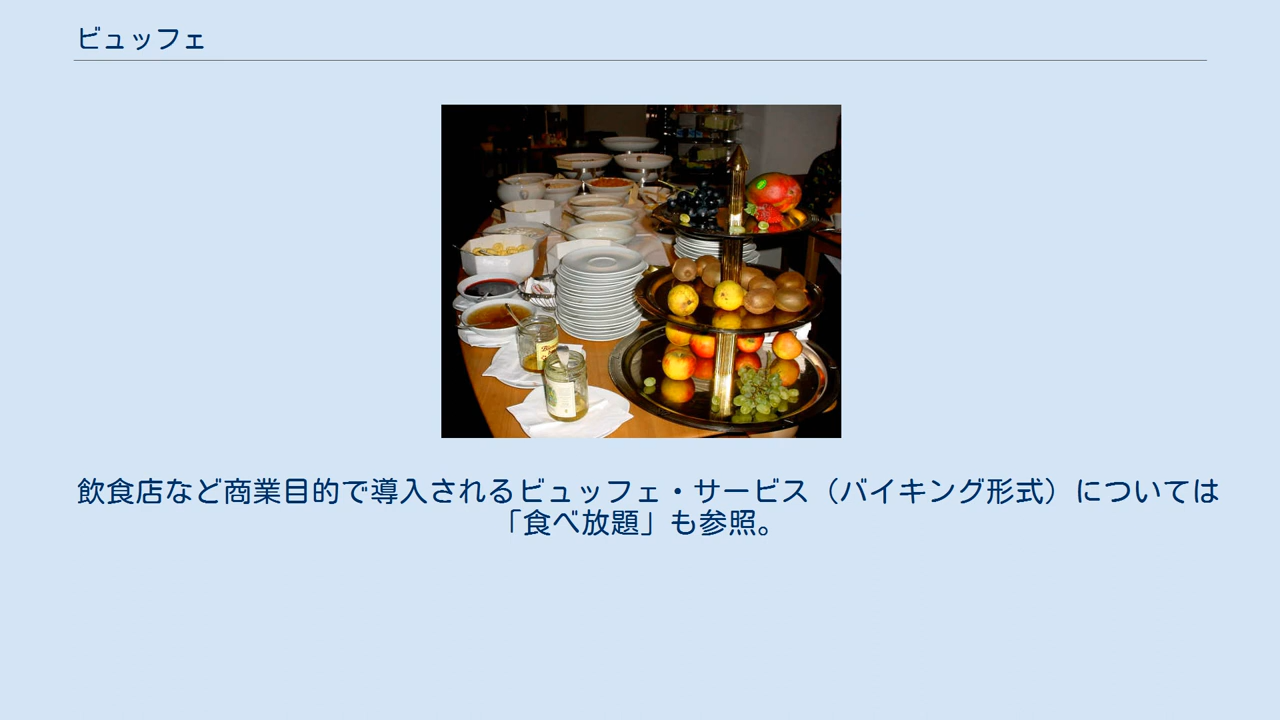 ビュッフェ
飲食店など商業目的で導入されるビュッフェ・サービス（バイキング形式）については
「食べ放題」も参照。